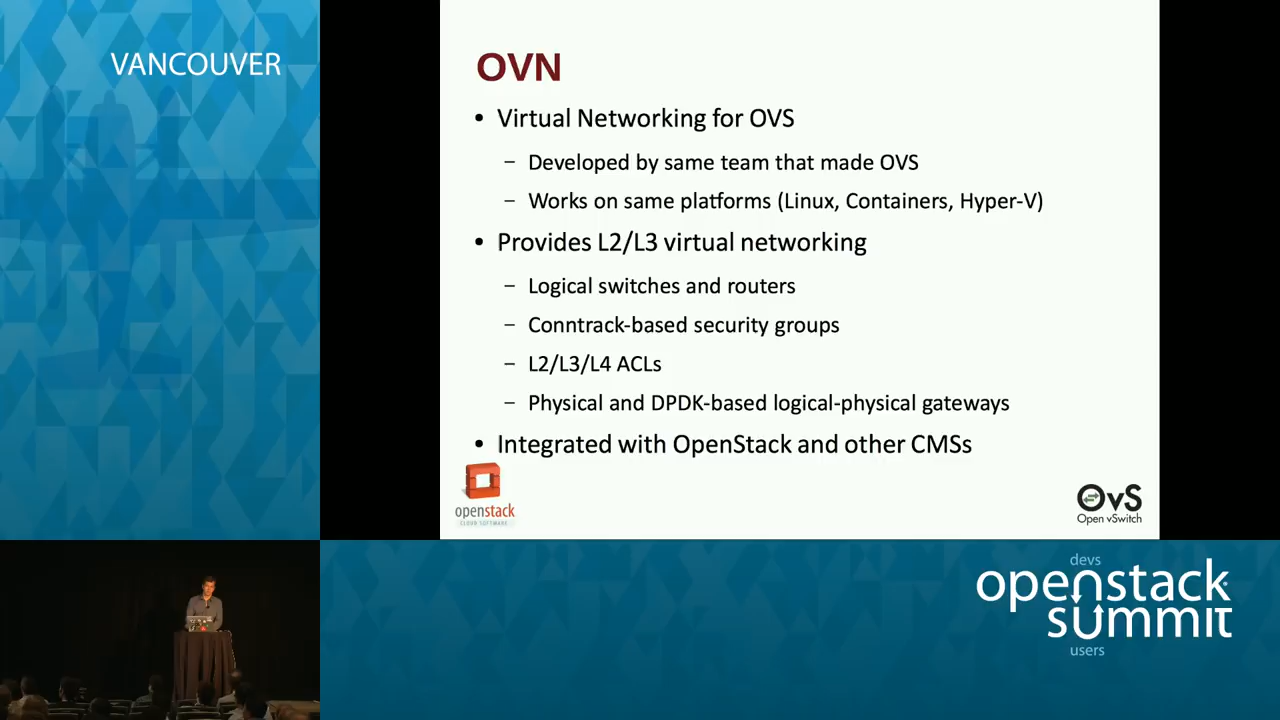 VANCOUVER
OVN
• Virtual Networking for OVS
– Developed by same team that made OVS
– Works on same platforms (Linux, Containers, Hyper-V)
• Provides L2/L3 virtual networking
– Logical switches and routers
– Conntrack-based security groups
– L2/L3/L4 ACLs
– Physical and DPDK-based logical-physical gateways
• Integrated with OpenStack and other CMSs
openstack
CLOUD SOFTWARE
OvS
Open vSwitch
devs
openstack
summit
users